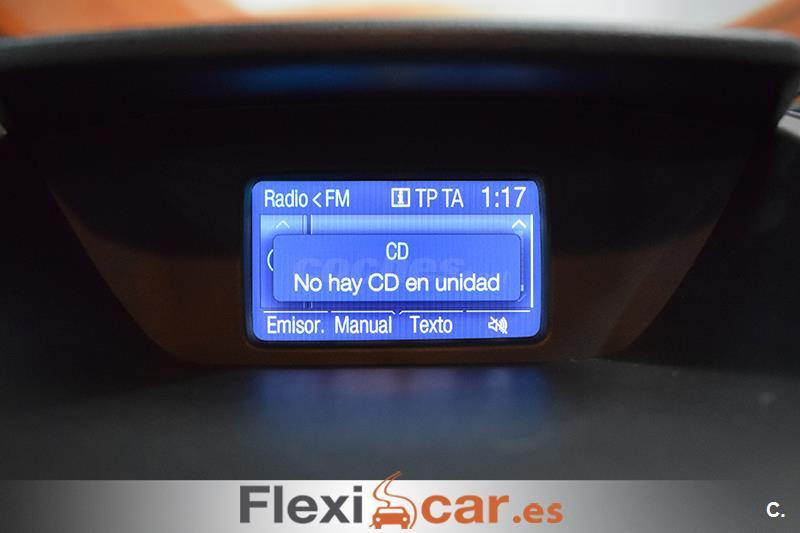 Radio < FM i TP TA 1:17
CD
No hay CD en unidad
Emisor. Manual Texto
Flexicar.es
C.